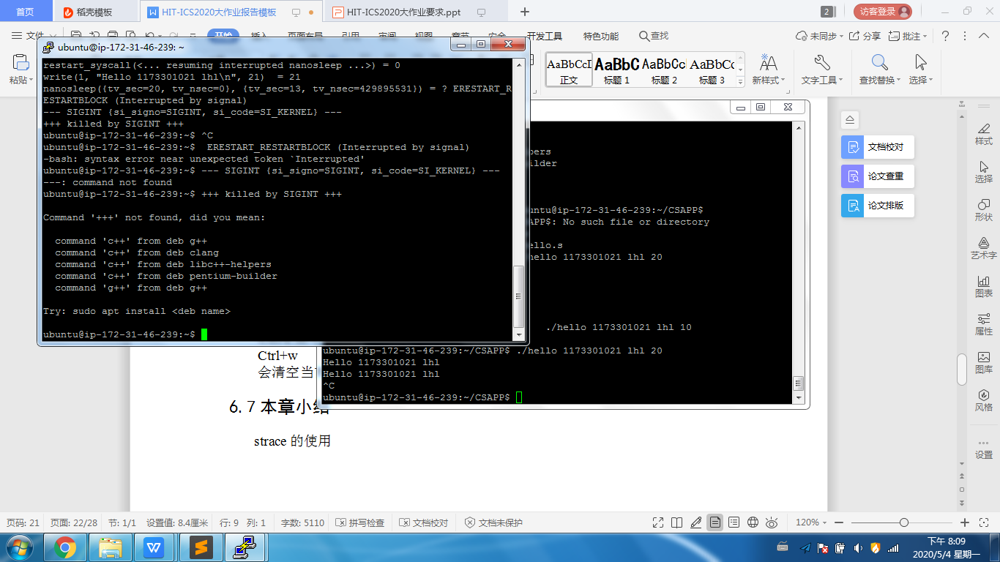 首页
稻壳模板
HIT-ICS2020大作业报告模板
HIT-ICS2020大作业要求.ppt
2
访客登录
文件
开始
插入
页面布局
引用
审阅
视图
章节
安全
开发工具
特色功能
查找
未同步
分享
批注
粘贴
AaBbCcD
正文
AaBbC
标题 1
AaBbCc
标题 2
AaBbCc
标题 3
新样式
文字工具
查找替换
选择
ubuntu@ip-172-31-46-239: ~
restart_syscall(<... resuming interrupted nanosleep ...>) = 0
write(1, "Hello 1173301021 lhl\n", 21)  = 21
nanosleep({tv_sec=20, tv_nsec=0}, {tv_sec=13, tv_nsec=429895531}) = ? ERESTART_R
ESTARTBLOCK (Interrupted by signal)
--- SIGINT {si_signo=SIGINT, si_code=SI_KERNEL} ---
+++ killed by SIGINT +++
ubuntu@ip-172-31-46-239:~$ ^C
ubuntu@ip-172-31-46-239:~$  ERESTART_RESTARTBLOCK (Interrupted by signal)
-bash: syntax error near unexpected token `Interrupted'
ubuntu@ip-172-31-46-239:~$ --- SIGINT {si_signo=SIGINT, si_code=SI_KERNEL} ---
---: command not found
ubuntu@ip-172-31-46-239:~$ +++ killed by SIGINT +++
Command '+++' not found, did you mean:
command 'c++' from deb g++
command 'c++' from deb clang
command 'c++' from deb libc++-helpers
command 'c++' from deb pentium-builder
command 'g++' from deb g++
Try: sudo apt install <deb name>
ubuntu@ip-172-31-46-239:~$
pers
ilder
untu@ip-172-31-46-239:~/CSAPP$
APP$: No such file or directory
ello.s
hello 1173301021 lhl 20
./hello 1173301021 lhl 10
ubuntu@ip-172-31-46-239:~/CSAPP$ ./hello 1173301021 lhl 20
Hello 1173301021 lhl
Hello 1173301021 lhl
^C
ubuntu@ip-172-31-46-239:~/CSAPP$
Ctrl+w
会清空当
6.7 本章小结
strace 的使用
文档校对
论文查重
论文排版
样式
选择
形状
艺术字
图表
属性
图库
风格
设置
页码: 21
页面: 22/28
节: 1/1
设置值: 8.4厘米
行: 9
列: 1
字数: 5110
拼写检查
文档校对
文档未保护
120%
下午 8:09
2020/5/4 星期一